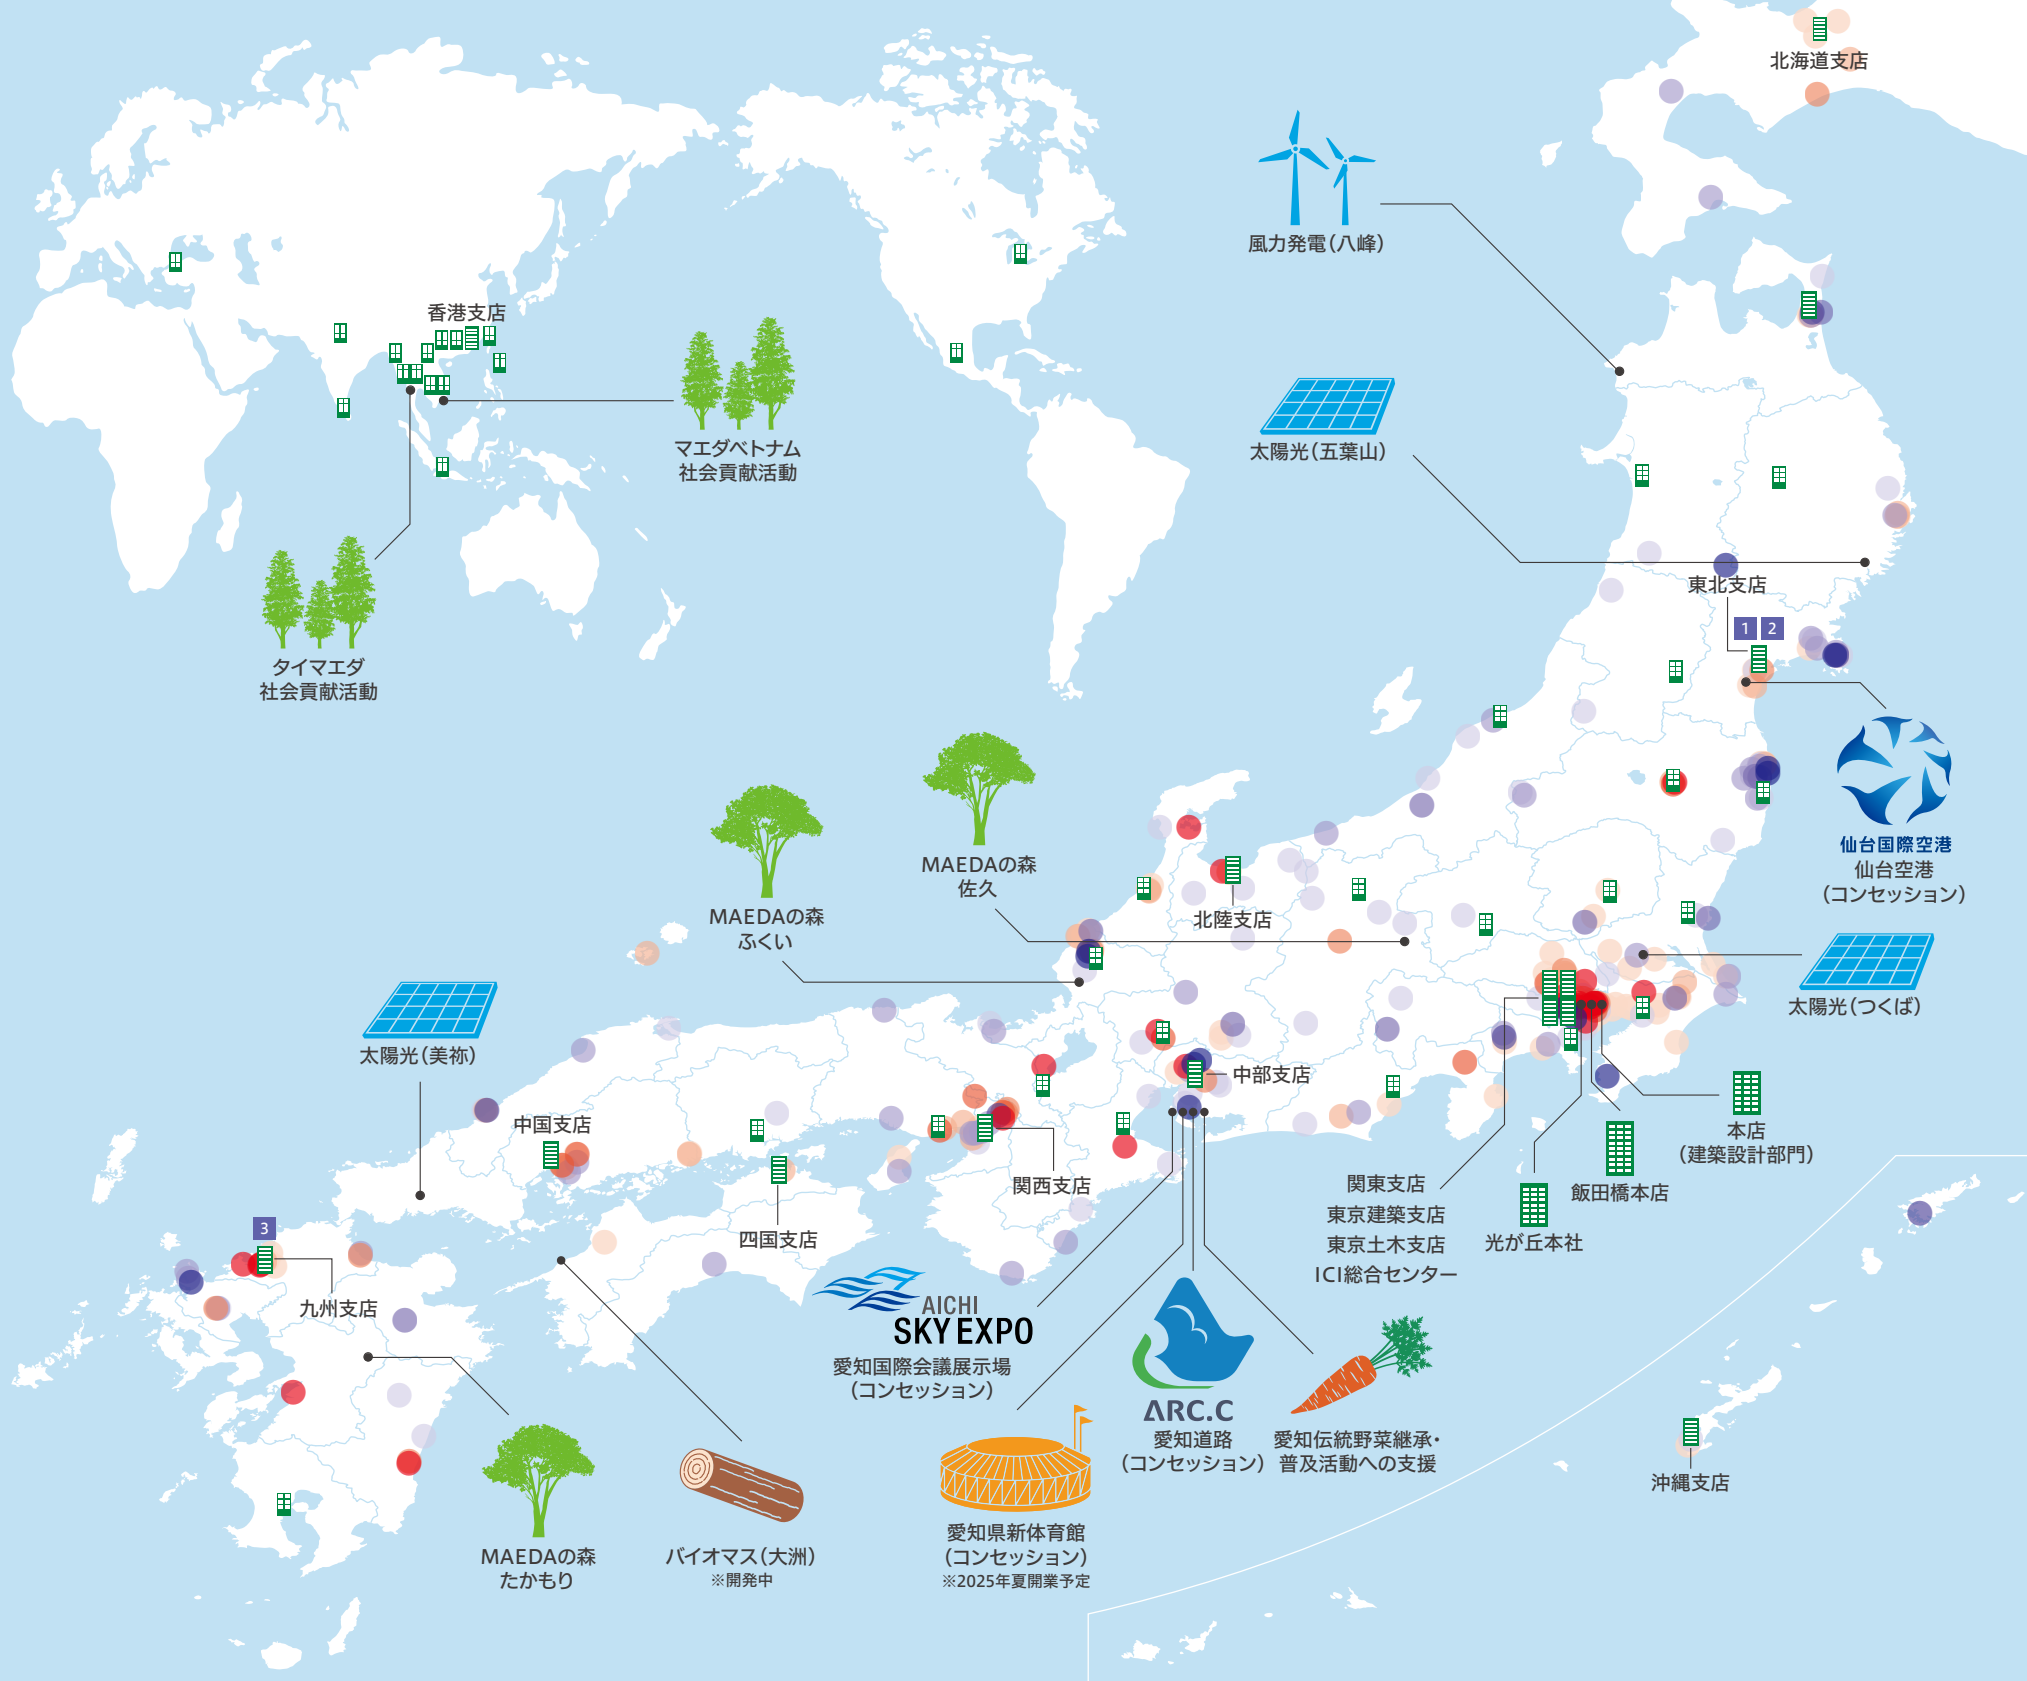 北海道支店
風力発電（八峰）
香港支店
マエダベトナム
社会貢献活動
太陽光（五葉山）
東北支店
1 2
タイマエダ
社会貢献活動
仙台国際空港
仙台空港
（コンセッション）
MAEDAの森
佐久
MAEDAの森
ふくい
北陸支店
太陽光（つくば）
太陽光（美祢）
中部支店
中国支店
本店
（建築設計部門）
関西支店
関東支店
東京建築支店
東京土木支店
ICI総合センター
飯田橋本店
光が丘本社
四国支店
3
九州支店
AICHI
SKY EXPO
愛知国際会議展示場
（コンセッション）
ARC.C
愛知道路
（コンセッション）
愛知伝統野菜継承・
普及活動への支援
沖縄支店
MAEDAの森
たかもり
バイオマス（大洲）
※開発中
愛知県新体育館
（コンセッション）
※2025年夏開業予定